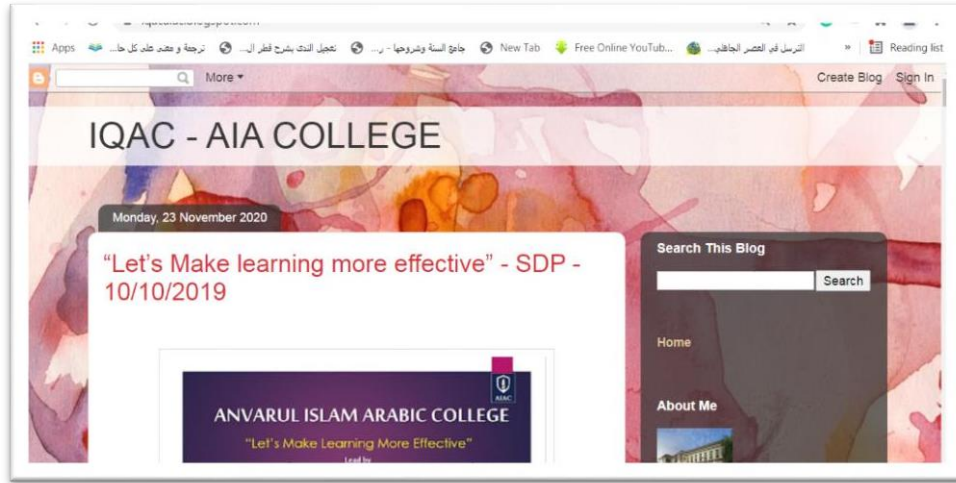 Apps
ترجمة و معنى على كل حا...
تعجيل الندى بشرح قطر ال...
جامع السنة وشروحها - ر...
New Tab
Free Online YouTub...
الترسل في العصر الجاهلي...
»
Reading list
More
Create Blog
Sign In
IQAC - AIA COLLEGE
Monday, 23 November 2020
“Let's Make learning more effective” - SDP -
10/10/2019
Search This Blog
Search
Home
About Me
AIAC
ANVARUL ISLAM ARABIC COLLEGE
“Let's Make Learning More Effective”
Lead by